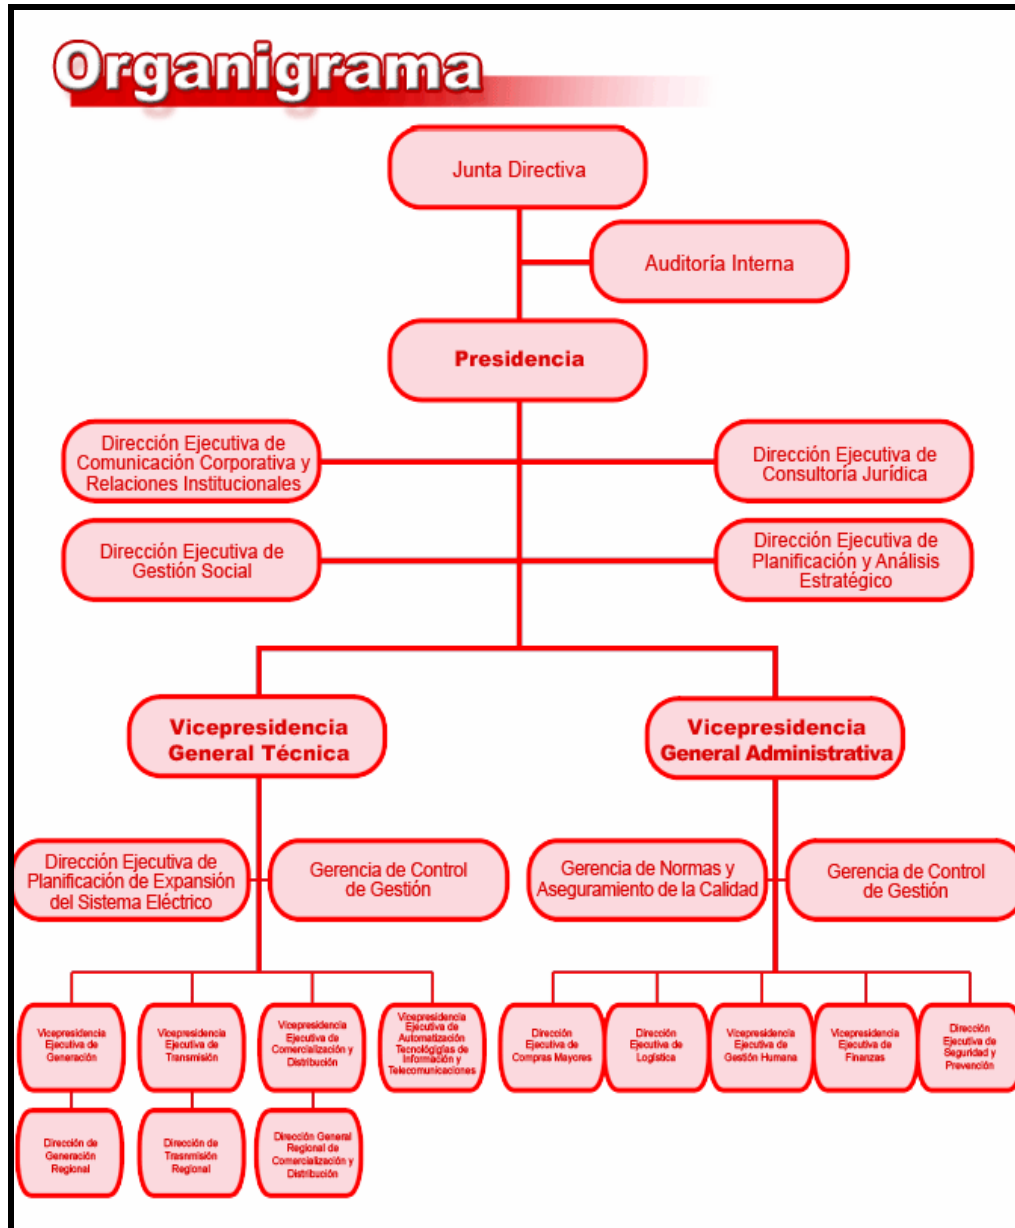 Organigrama
Junta Directiva
Auditoría Interna
Presidencia
Dirección Ejecutiva de
Comunicación Corporativa y
Relaciones Institucionales
Dirección Ejecutiva de
Consultoría Jurídica
Dirección Ejecutiva de
Gestión Social
Dirección Ejecutiva de
Planificación y Análisis
Estratégico
Vicepresidencia
General Técnica
Vicepresidencia
General Administrativa
Dirección Ejecutiva de
Planificación de Expansión
del Sistema Eléctrico
Gerencia de Control
de Gestión
Gerencia de Normas y
Aseguramiento de la Calidad
Gerencia de Control
de Gestión
Vicepresidencia
Ejecutiva de
Generación
Vicepresidencia
Ejecutiva de
Transmisión
Vicepresidencia
Ejecutiva de
Comercialización y
Distribución
Vicepresidencia
Ejecutiva de
Automatización
Tecnológigías de
Información y
Telecomunicaciones
Dirección
Ejecutiva de
Compras Mayores
Dirección
Ejecutiva de
Logística
Vicepresidencia
Ejecutiva de
Gestión Humana
Vicepresidencia
Ejecutiva de
Finanzas
Dirección
Ejecutiva de
Seguridad y
Prevención
Dirección de
Generación
Regional
Dirección de
Trasnmisión
Regional
Dirección General
Regional de
Comercialización y
Distribución